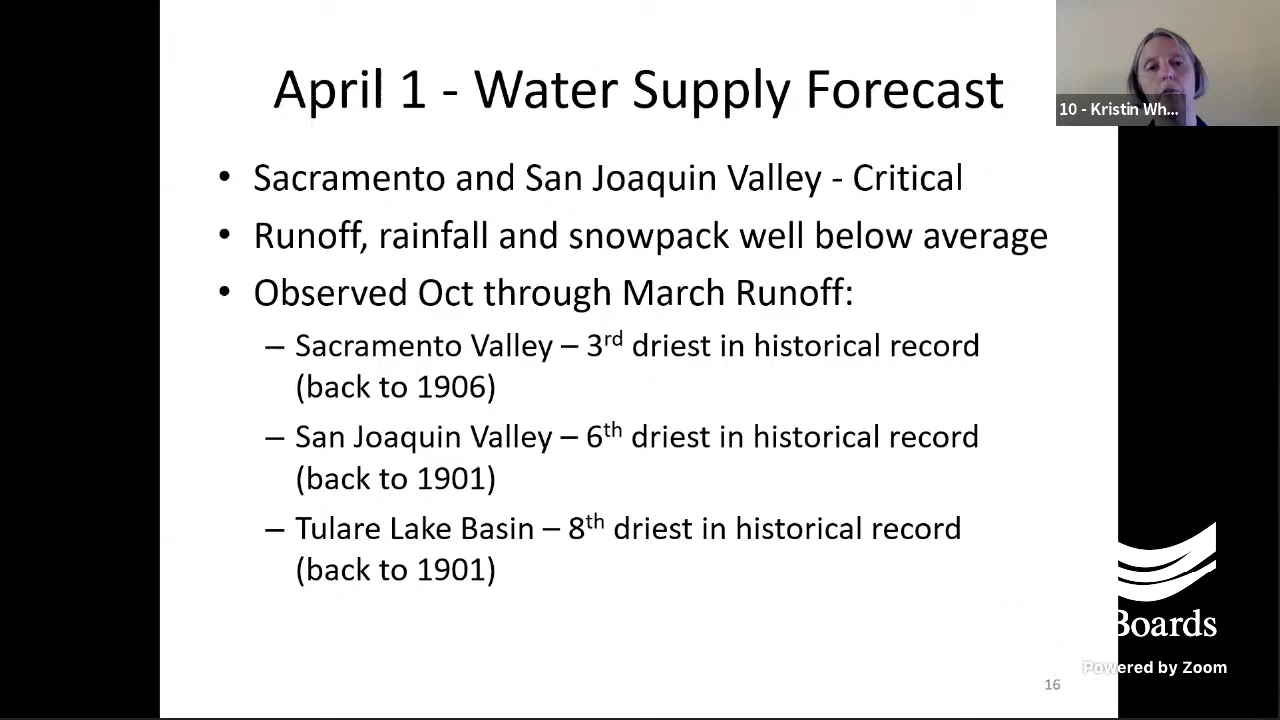 April 1 - Water Supply Forecast
10 - Kristin Wh...
• Sacramento and San Joaquin Valley - Critical
• Runoff, rainfall and snowpack well below average
• Observed Oct through March Runoff:
– Sacramento Valley – 3rd driest in historical record
(back to 1906)
– San Joaquin Valley – 6th driest in historical record
(back to 1901)
– Tulare Lake Basin – 8th driest in historical record
(back to 1901)
Boards
Powered by Zoom
16